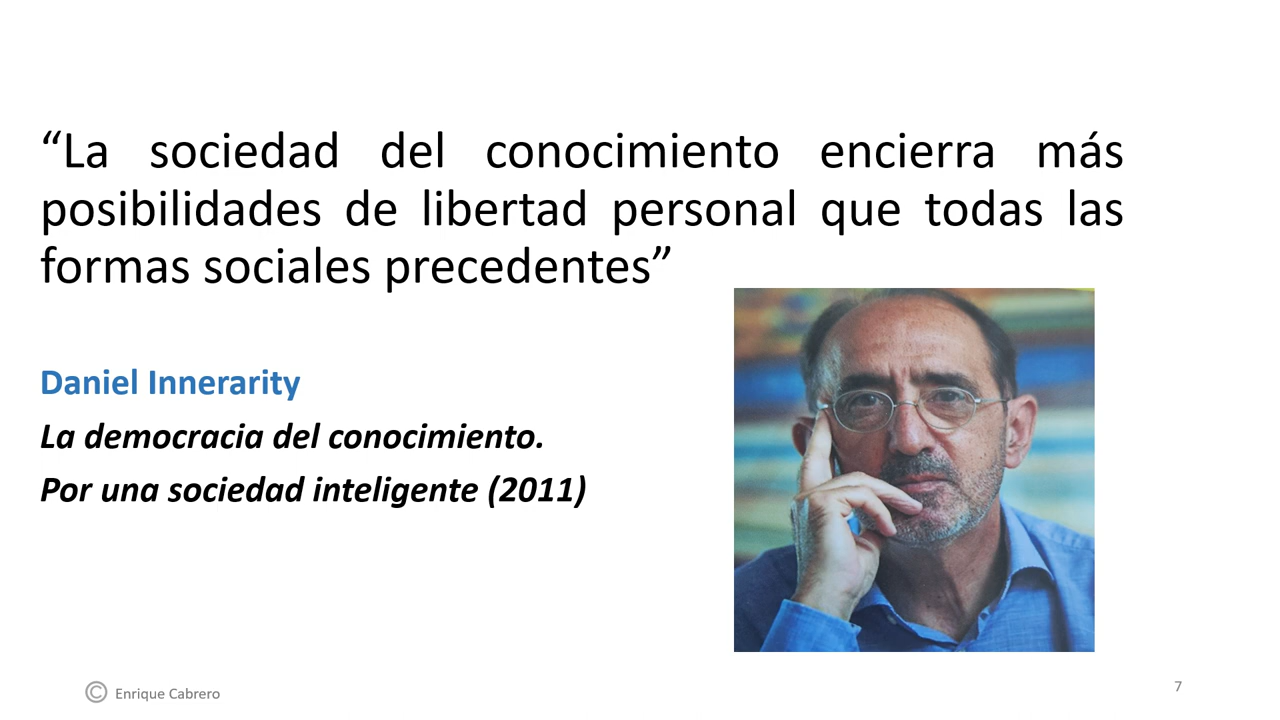 “La sociedad del conocimiento encierra más
posibilidades de libertad personal que todas las
formas sociales precedentes”
Daniel Innerarity
La democracia del conocimiento.
Por una sociedad inteligente (2011)
© Enrique Cabrero
7